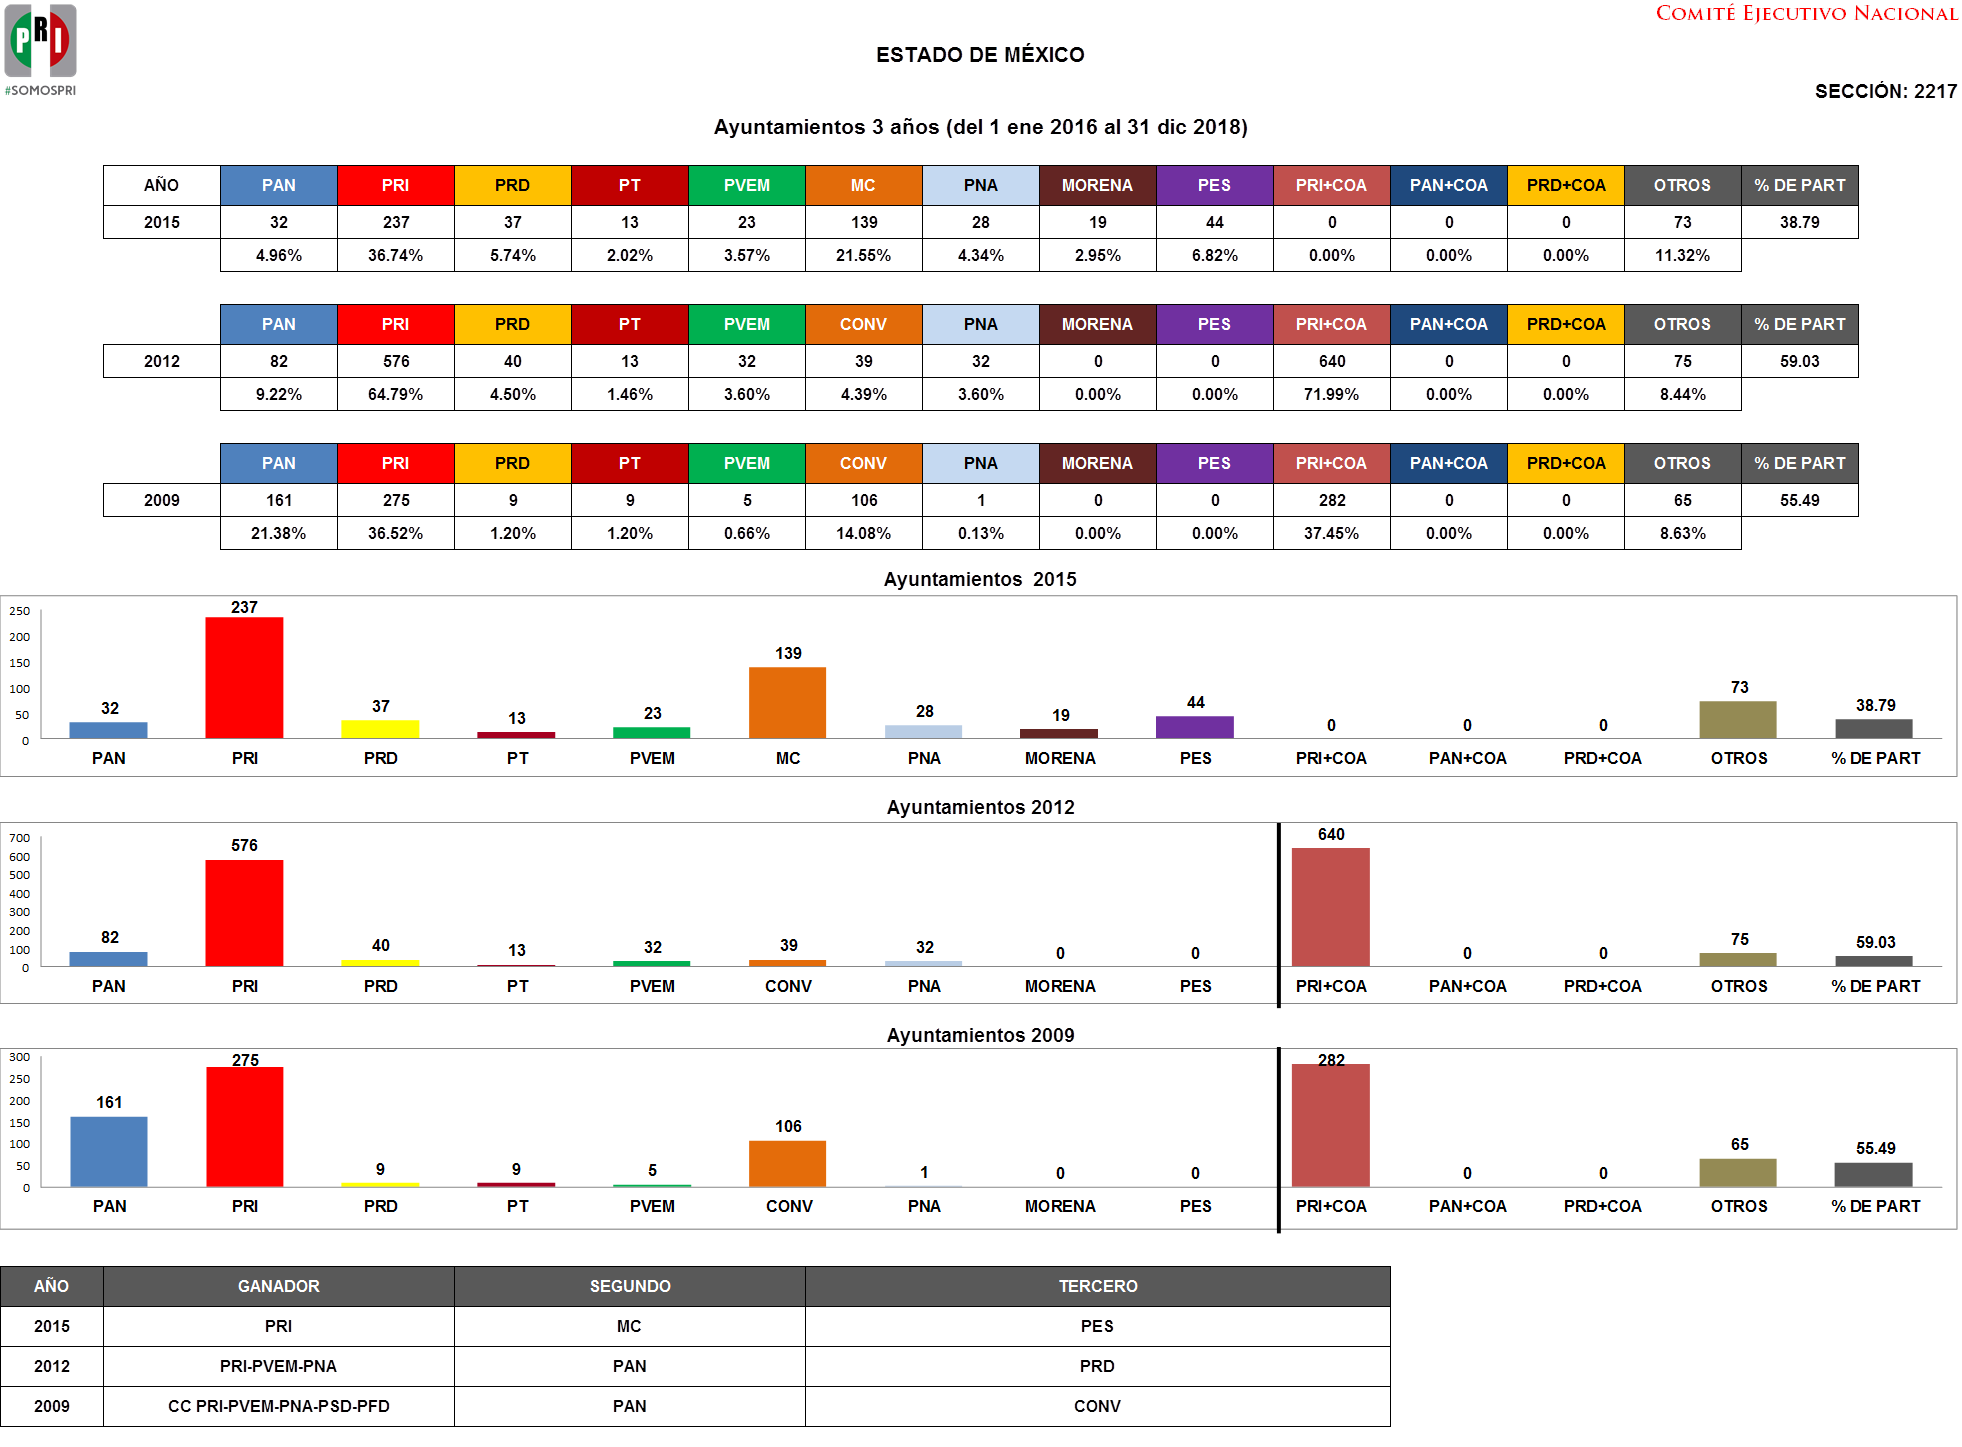 PRI
#SOMOSPRI
COMITÉ EJECUTIVO NACIONAL
ESTADO DE MÉXICO
SECCIÓN: 2217
Ayuntamientos 3 años (del 1 ene 2016 al 31 dic 2018)
AÑO PAN PRI PRD PT PVEM MC PNA MORENA PES PRI+COA PAN+COA PRD+COA OTROS % DE PART
2015 32 237 37 13 23 139 28 19 44 0 0 0 73 38.79
4.96% 36.74% 5.74% 2.02% 3.57% 21.55% 4.34% 2.95% 6.82% 0.00% 0.00% 0.00% 11.32%
PAN PRI PRD PT PVEM CONV PNA MORENA PES PRI+COA PAN+COA PRD+COA OTROS % DE PART
2012 82 576 40 13 32 39 32 0 0 640 0 0 75 59.03
9.22% 64.79% 4.50% 1.46% 3.60% 4.39% 3.60% 0.00% 0.00% 71.99% 0.00% 0.00% 8.44%
PAN PRI PRD PT PVEM CONV PNA MORENA PES PRI+COA PAN+COA PRD+COA OTROS % DE PART
2009 161 275 9 9 5 106 1 0 0 282 0 0 65 55.49
21.38% 36.52% 1.20% 1.20% 0.66% 14.08% 0.13% 0.00% 0.00% 37.45% 0.00% 0.00% 8.63%
Ayuntamientos 2015
250
200
150
100
50
0
32 237 37 13 23 139 28 19 44 0 0 0 73 38.79
PAN PRI PRD PT PVEM MC PNA MORENA PES PRI+COA PAN+COA PRD+COA OTROS % DE PART
Ayuntamientos 2012
700
600
500
400
300
200
100
0
82 576 40 13 32 39 32 0 0 640 0 0 75 59.03
PAN PRI PRD PT PVEM CONV PNA MORENA PES PRI+COA PAN+COA PRD+COA OTROS % DE PART
Ayuntamientos 2009
300
250
200
150
100
50
0
161 275 9 9 5 106 1 0 0 282 0 0 65 55.49
PAN PRI PRD PT PVEM CONV PNA MORENA PES PRI+COA PAN+COA PRD+COA OTROS % DE PART
AÑO GANADOR SEGUNDO TERCERO
2015 PRI MC PES
2012 PRI-PVEM-PNA PAN PRD
2009 CC PRI-PVEM-PNA-PSD-PFD PAN CONV